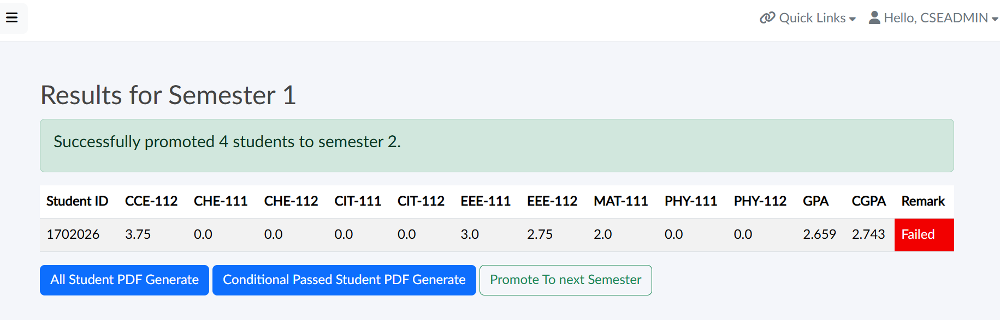 Quick Links Hello, CSEADMIN
Results for Semester 1
Successfully promoted 4 students to semester 2.
Student ID CCE-112 CHE-111 CHE-112 CIT-111 CIT-112 EEE-111 EEE-112 MAT-111 PHY-111 PHY-112 GPA CGPA Remark
1702026 3.75 0.0 0.0 0.0 0.0 3.0 2.75 2.0 0.0 0.0 2.659 2.743 Failed
All Student PDF Generate Conditional Passed Student PDF Generate Promote To next Semester